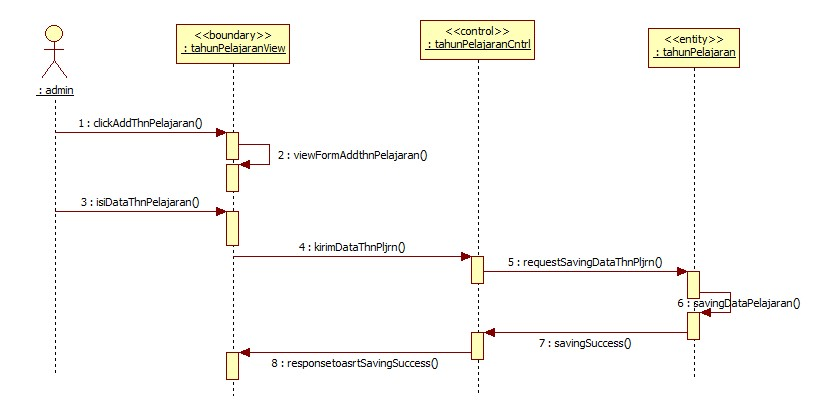 <<boundary>>
: tahunPelajaranView
<<control>>
: tahunPelajaranCntrl
<<entity>>
: tahunPelajaran
: admin
1 : clickAddThnPelajaran()
2 : viewFormAddthnPelajaran()
3 : isiDataThnPelajaran()
4 : kirimDataThnPljrn()
5 : requestSavingDataThnPljrn()
6 : savingDataPelajaran()
7 : savingSuccess()
8 : responsetoasrtSavingSuccess()